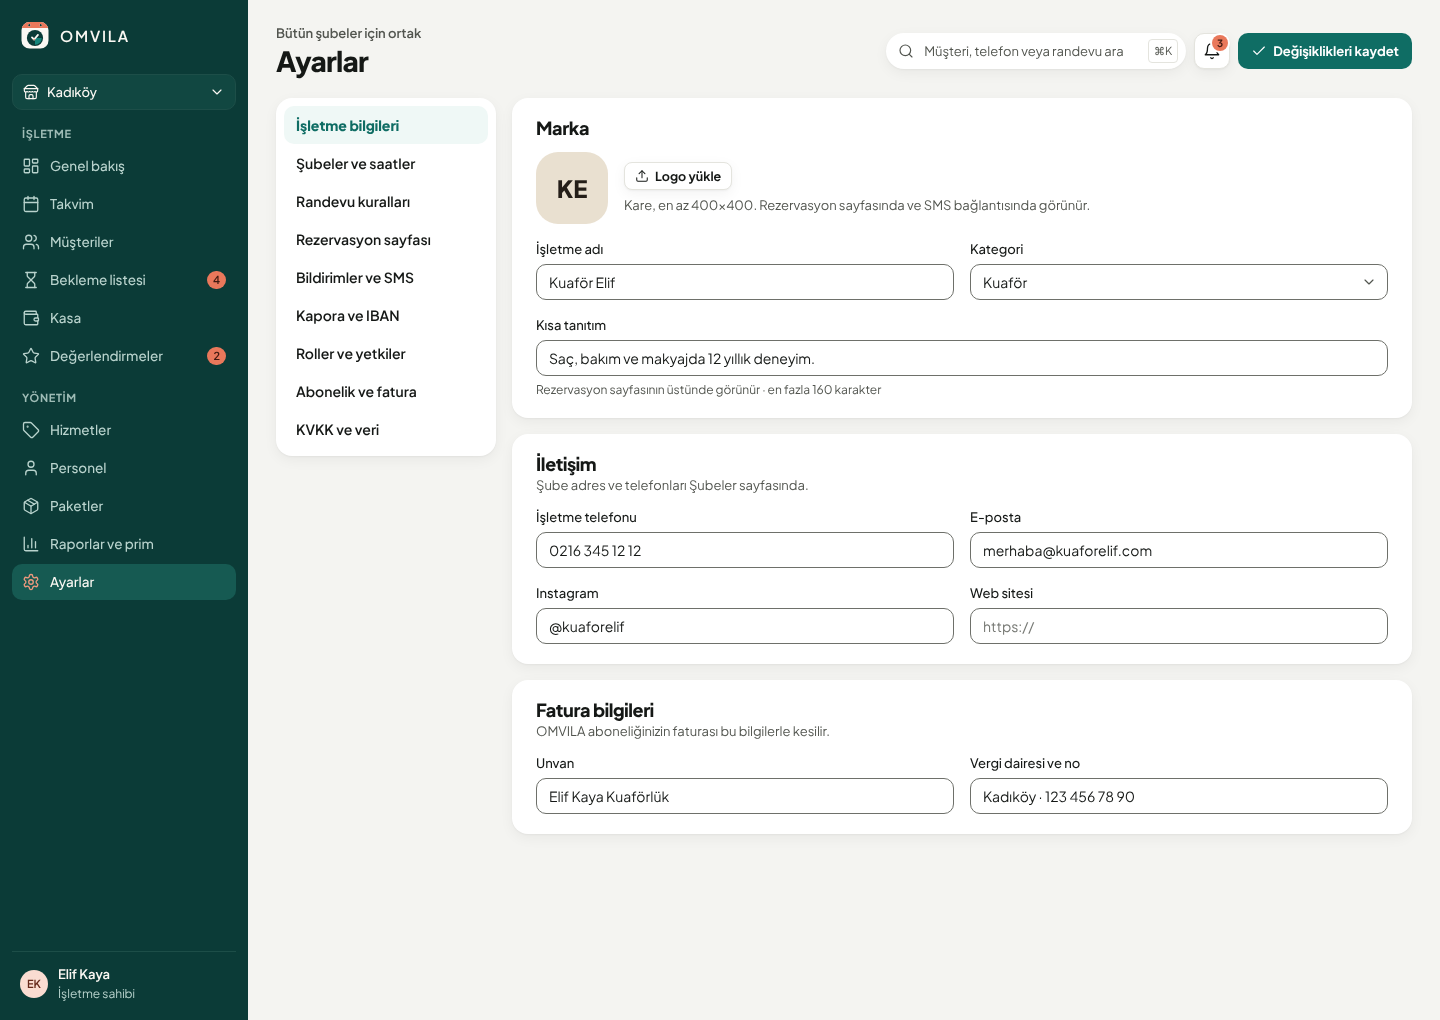 OMVILA
Kadıköy
İŞLETME
Genel bakış
Takvim
Müşteriler
Bekleme listesi 4
Kasa
Değerlendirmeler 2
YÖNETİM
Hizmetler
Personel
Paketler
Raporlar ve prim
Ayarlar
EK
Elif Kaya
İşletme sahibi
Bütün şubeler için ortak
Ayarlar
Müşteri, telefon veya randevu ara ⌘K
3
Değişiklikleri kaydet
İşletme bilgileri
Şubeler ve saatler
Randevu kuralları
Rezervasyon sayfası
Bildirimler ve SMS
Kapora ve IBAN
Roller ve yetkiler
Abonelik ve fatura
KVKK ve veri
Marka
KE
Logo yükle
Kare, en az 400×400. Rezervasyon sayfasında ve SMS bağlantısında görünür.
İşletme adı
Kuaför Elif
Kategori
Kuaför
Kısa tanıtım
Saç, bakım ve makyajda 12 yıllık deneyim.
Rezervasyon sayfasının üstünde görünür · en fazla 160 karakter
İletişim
Şube adres ve telefonları Şubeler sayfasında.
İşletme telefonu
0216 345 12 12
E-posta
merhaba@kuaforelif.com
Instagram
@kuaforelif
Web sitesi
https://
Fatura bilgileri
OMVILA aboneliğinizin faturası bu bilgilerle kesilir.
Unvan
Elif Kaya Kuaförlük
Vergi dairesi ve no
Kadıköy · 123 456 78 90